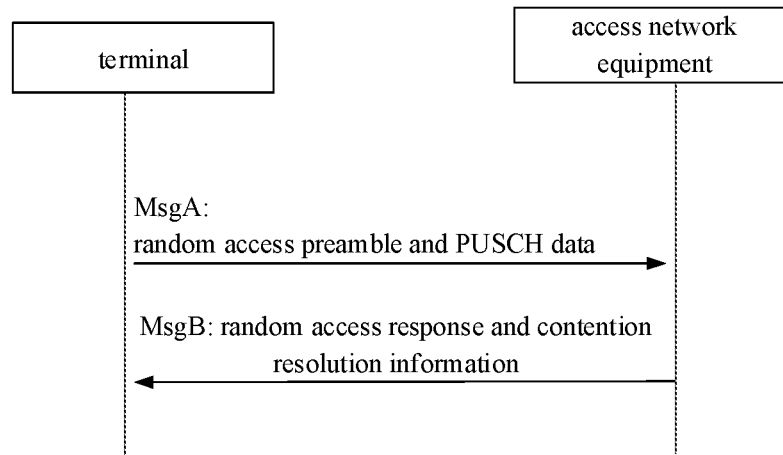 terminal
access network
equipment
MsgA:
random access preamble and PUSCH data
MsgB: random access response and contention
resolution information